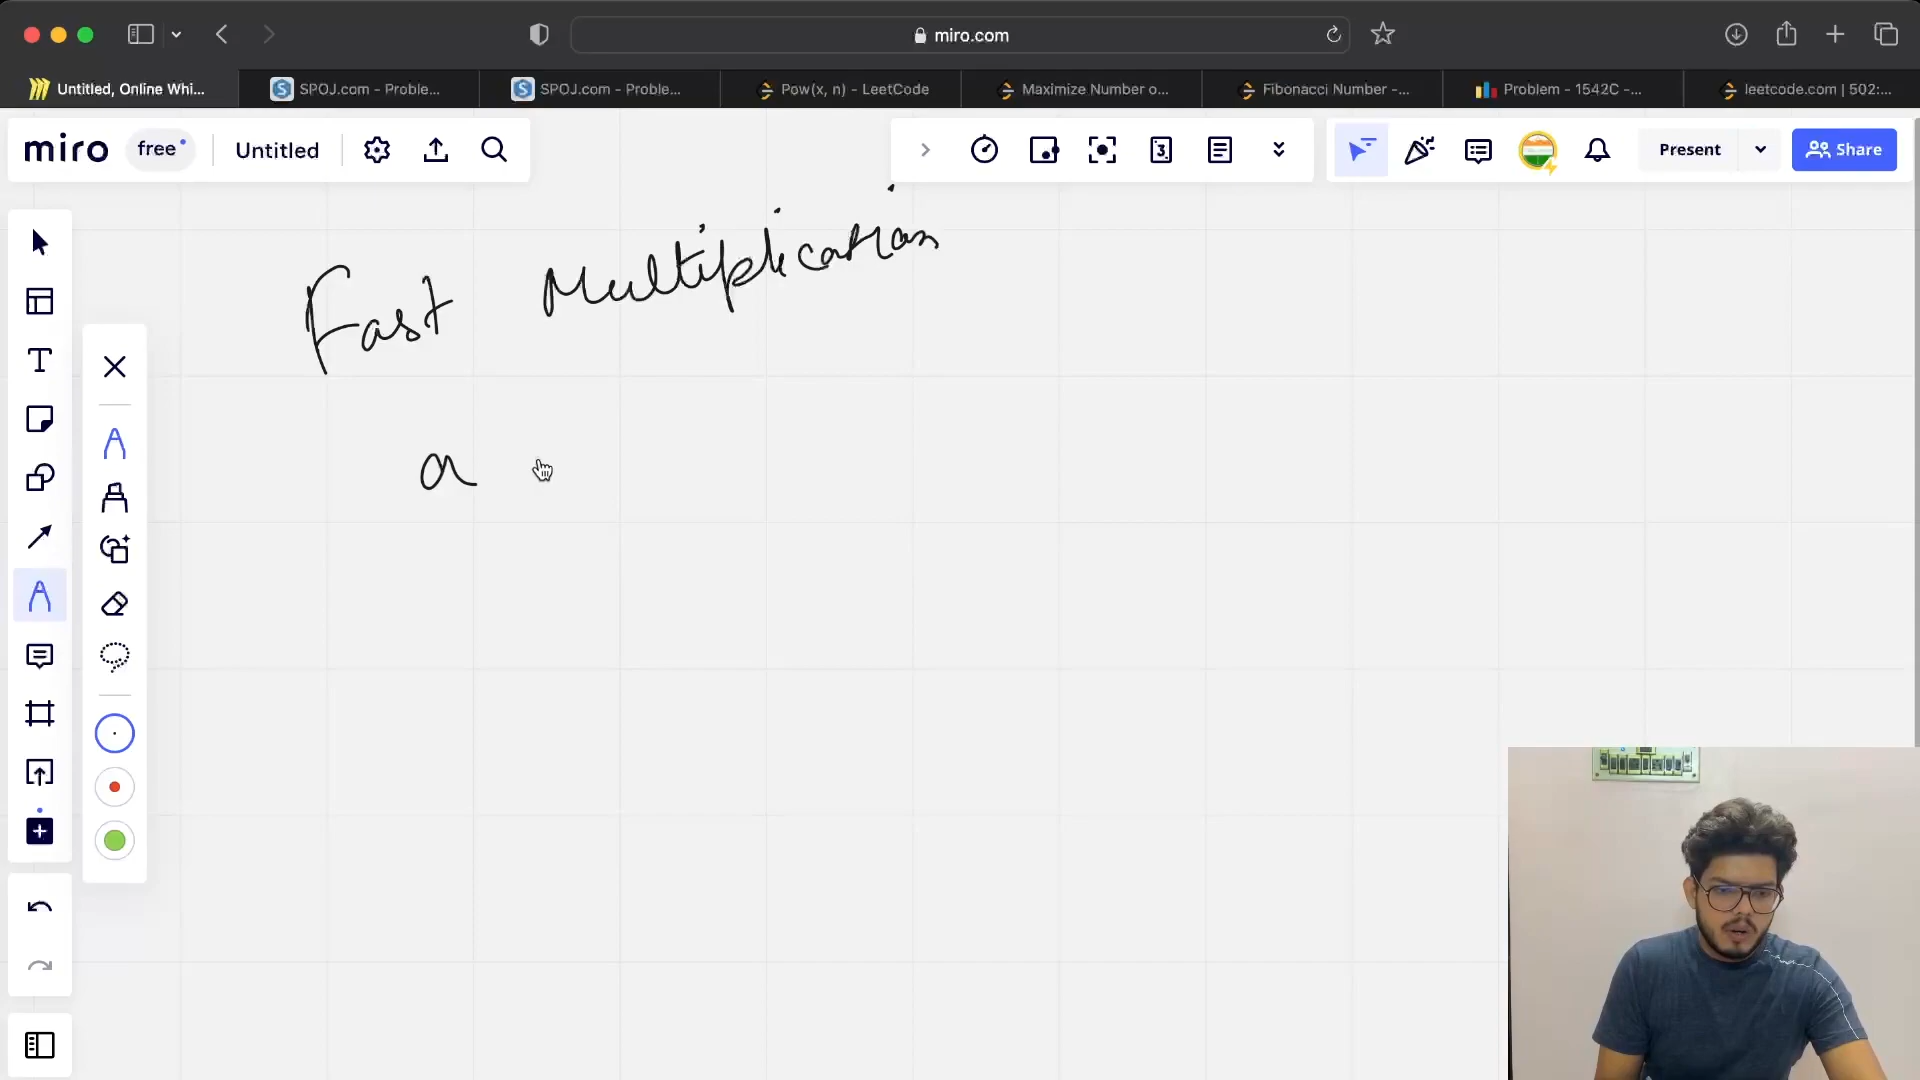 miro.com
Untitled, Online Whi...
SPOJ.com - Proble...
SPOJ.com - Proble...
Pow(x, n) - LeetCode
Maximize Number o...
Fibonacci Number -...
Problem - 1542C -...
leetcode.com | 502:...
miro free Untitled
3
Present
Share
Fast Multiplication
T
a